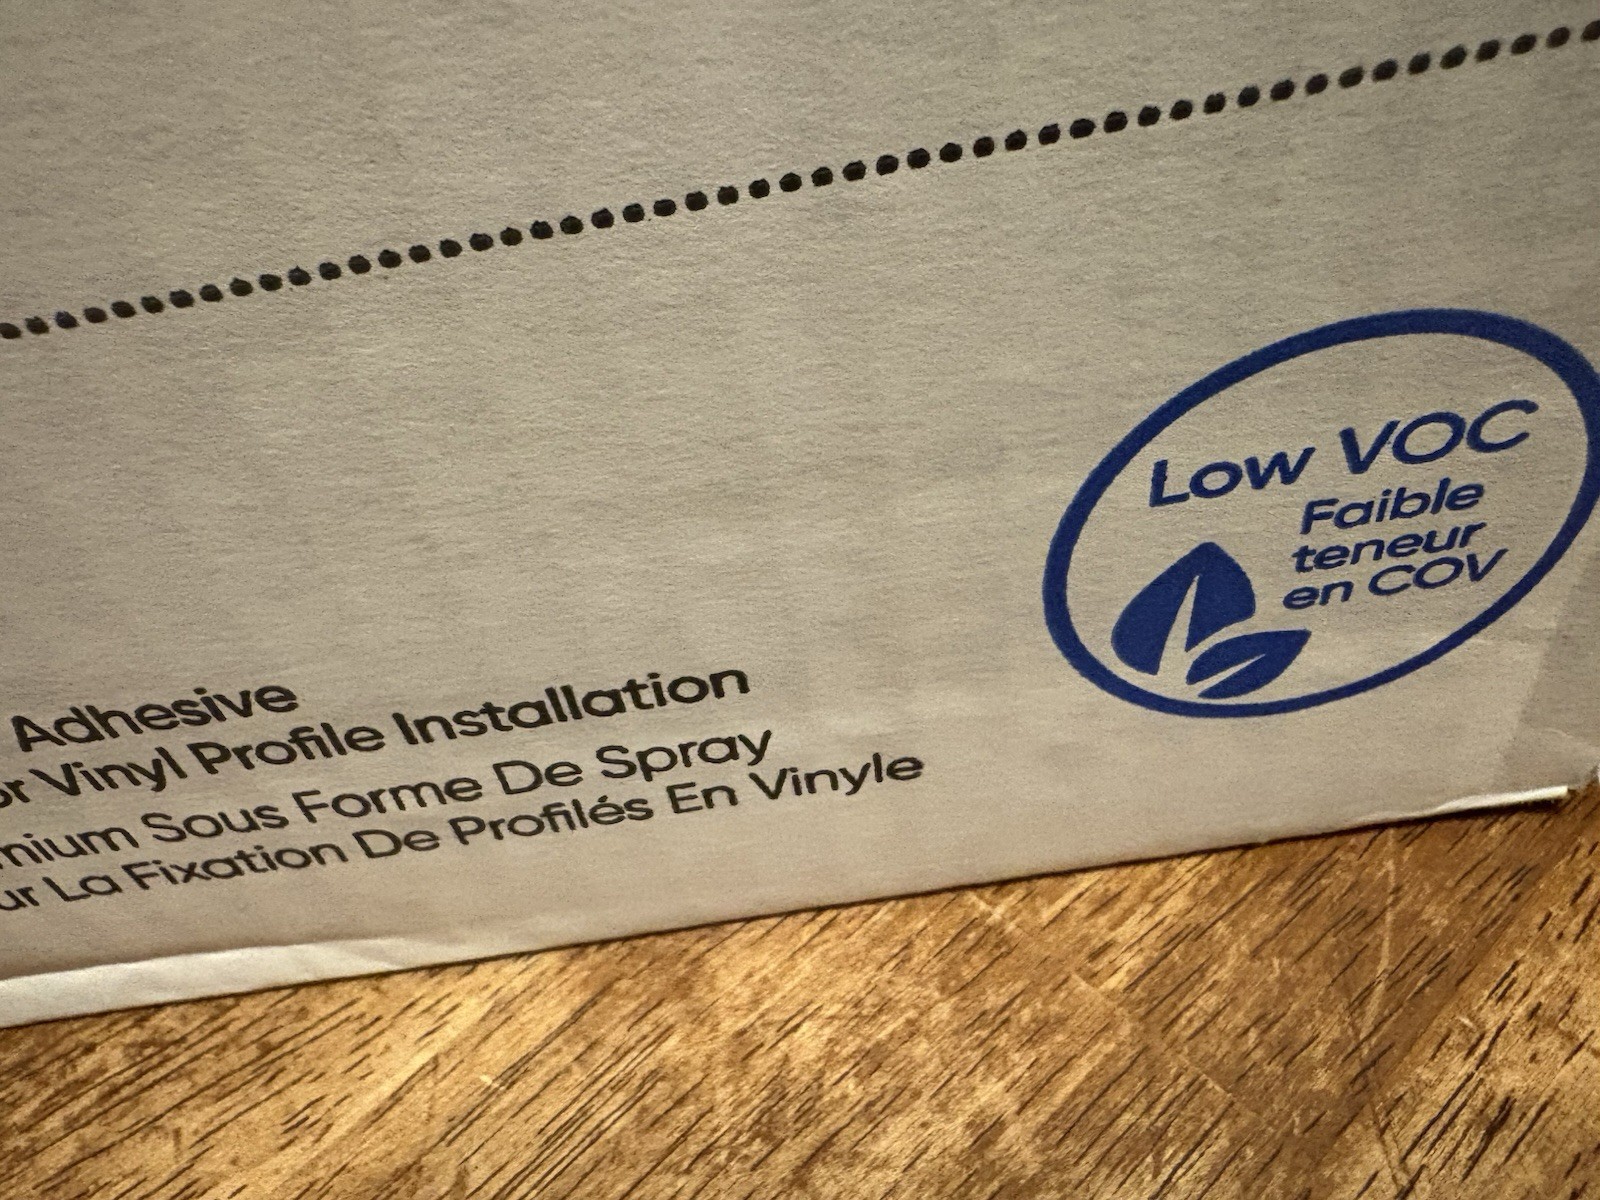 Low VOC
Faible
teneur
en COV
Adhesive
Vinyl Profile Installation
Sous Forme De Spray
La Fixation De Profilés En Vinyle